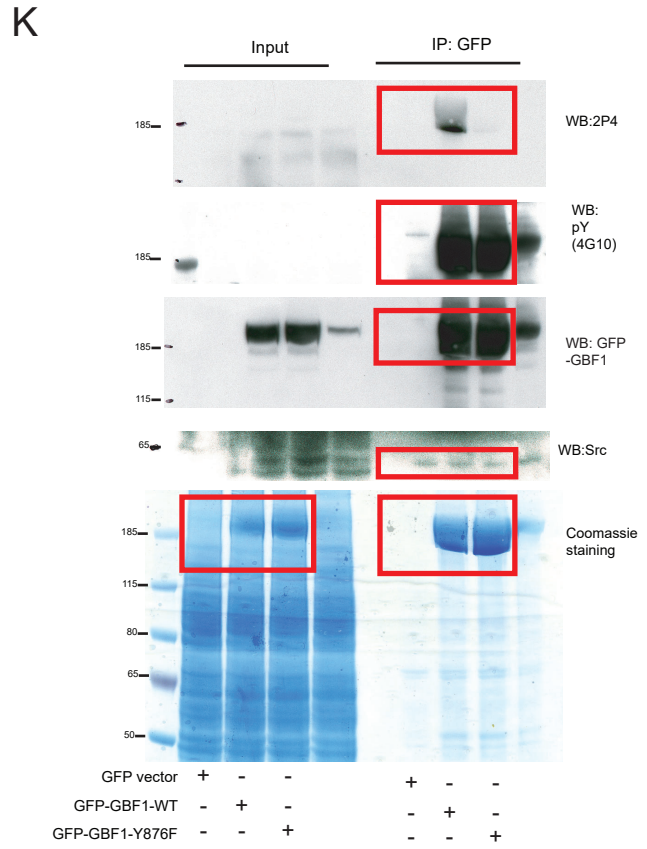 K
Input
IP: GFP
185
WB:2P4
185
WB:
pY
(4G10)
185
115
WB: GFP
-GBF1
65
WB:Src
185
115
80
65
50
Coomassie
staining
GFP vector + - - + - -
GFP-GBF1-WT - + - - + -
GFP-GBF1-Y876F - - + - - +